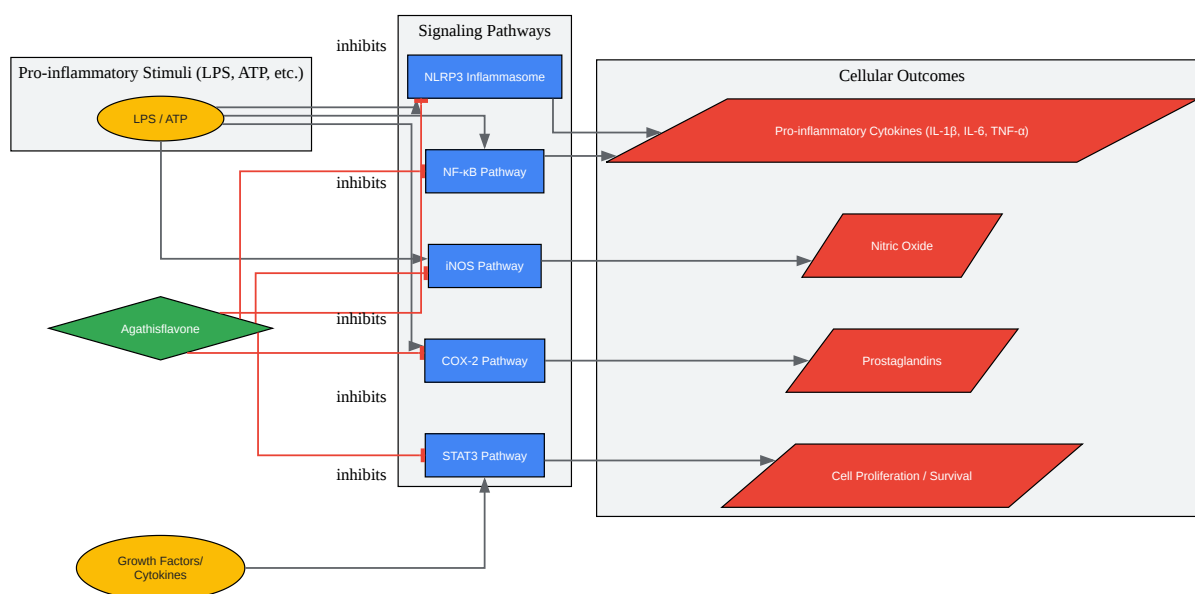 Pro-inflammatory Stimuli (LPS, ATP, etc.)
LPS / ATP
Agathisflavone
Growth Factors/
Cytokines
inhibits
inhibits
inhibits
inhibits
inhibits
Signaling Pathways
NLRP3 Inflammasome
NF-κB Pathway
iNOS Pathway
COX-2 Pathway
STAT3 Pathway
Cellular Outcomes
Pro-inflammatory Cytokines (IL-1β, IL-6, TNF-α)
Nitric Oxide
Prostaglandins
Cell Proliferation / Survival